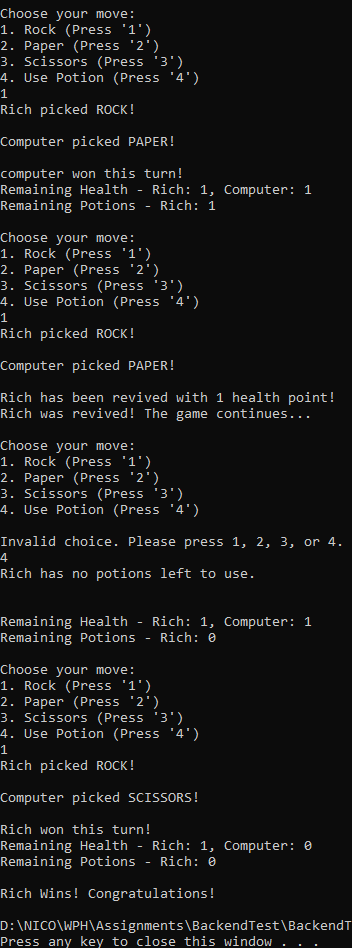 Choose your move:
1. Rock (Press '1')
2. Paper (Press '2')
3. Scissors (Press '3')
4. Use Potion (Press '4')
1
Rich picked ROCK!
Computer picked PAPER!
computer won this turn!
Remaining Health - Rich: 1, Computer: 1
Remaining Potions - Rich: 1
Choose your move:
1. Rock (Press '1')
2. Paper (Press '2')
3. Scissors (Press '3')
4. Use Potion (Press '4')
1
Rich picked ROCK!
Computer picked PAPER!
Rich has been revived with 1 health point!
Rich was revived! The game continues...
Choose your move:
1. Rock (Press '1')
2. Paper (Press '2')
3. Scissors (Press '3')
4. Use Potion (Press '4')
Invalid choice. Please press 1, 2, 3, or 4.
4
Rich has no potions left to use.
Remaining Health - Rich: 1, Computer: 1
Remaining Potions - Rich: 0
Choose your move:
1. Rock (Press '1')
2. Paper (Press '2')
3. Scissors (Press '3')
4. Use Potion (Press '4')
1
Rich picked ROCK!
Computer picked SCISSORS!
Rich won this turn!
Remaining Health - Rich: 1, Computer: 0
Remaining Potions - Rich: 0
Rich Wins! Congratulations!
D:\NICO\WPH\Assignments\BackendTest\BackendT
Press any key to close this window . . .